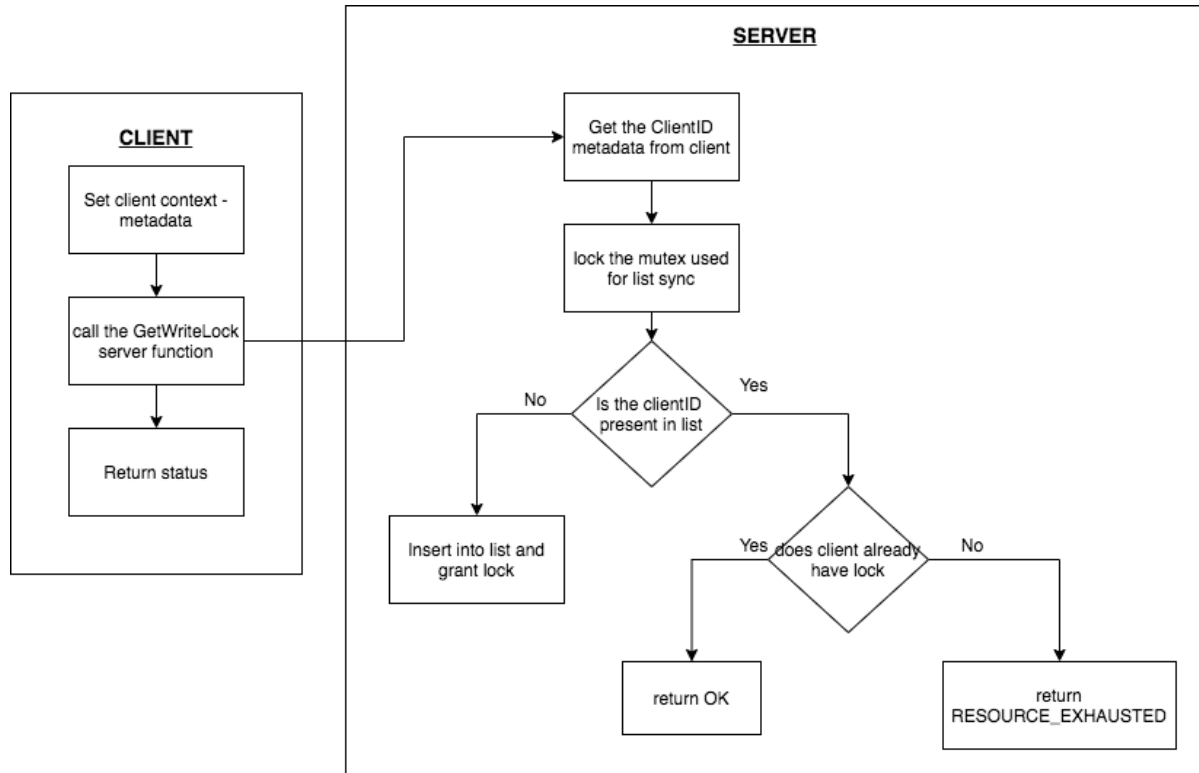 SERVER
CLIENT
Set client context -
metadata
call the GetWriteLock
server function
Return status
Get the ClientID
metadata from client
lock the mutex used
for list sync
Is the clientID
present in list
No
Yes
Insert into list and
grant lock
does client already
have lock
Yes
No
return OK
return
RESOURCE_EXHAUSTED